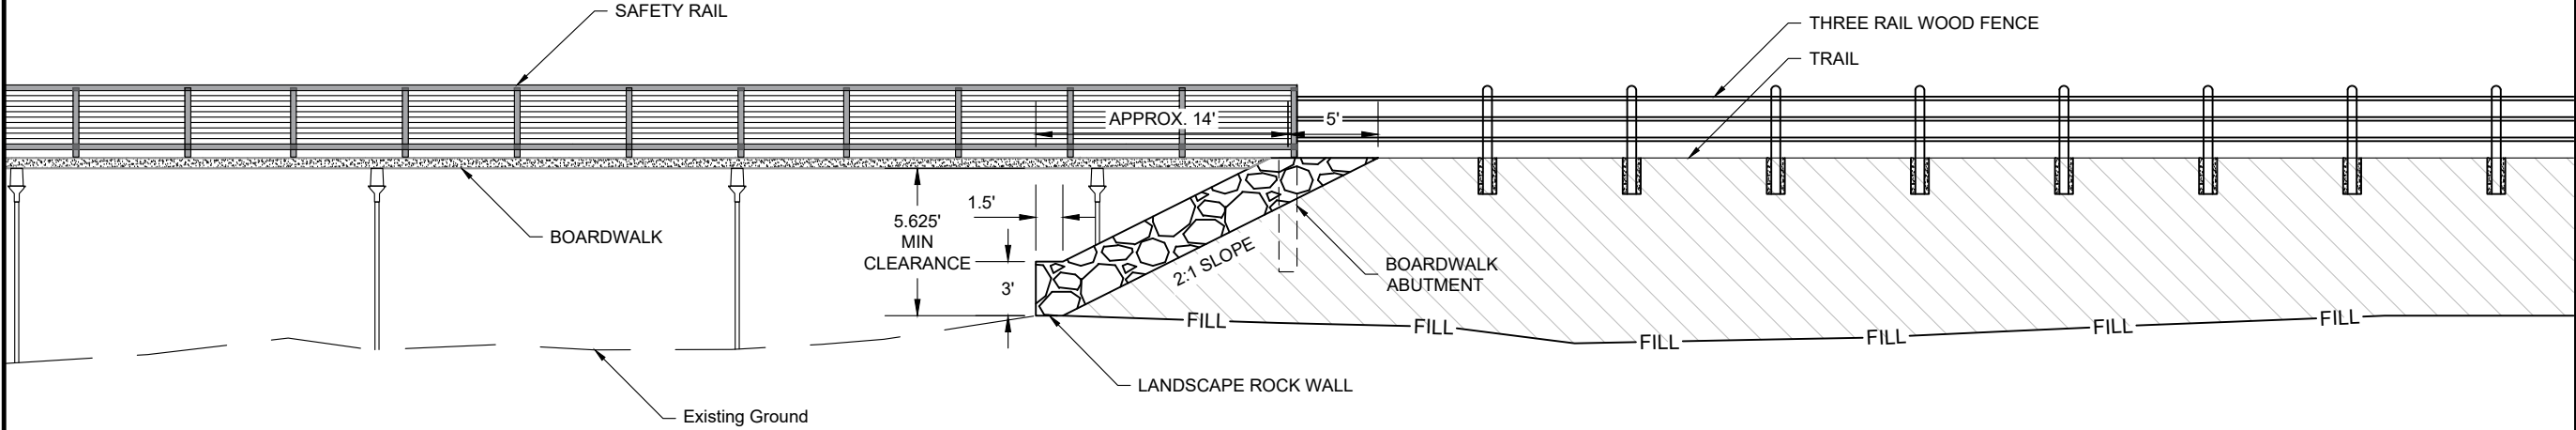 SAFETY RAIL
THREE RAIL WOOD FENCE
TRAIL
APPROX. 14'
5'
1.5'
5.625'
MIN
CLEARANCE
3'
BOARDWALK
2:1 SLOPE
BOARDWALK
ABUTMENT
FILL
FILL
FILL
FILL
FILL
FILL
LANDSCAPE ROCK WALL
Existing Ground